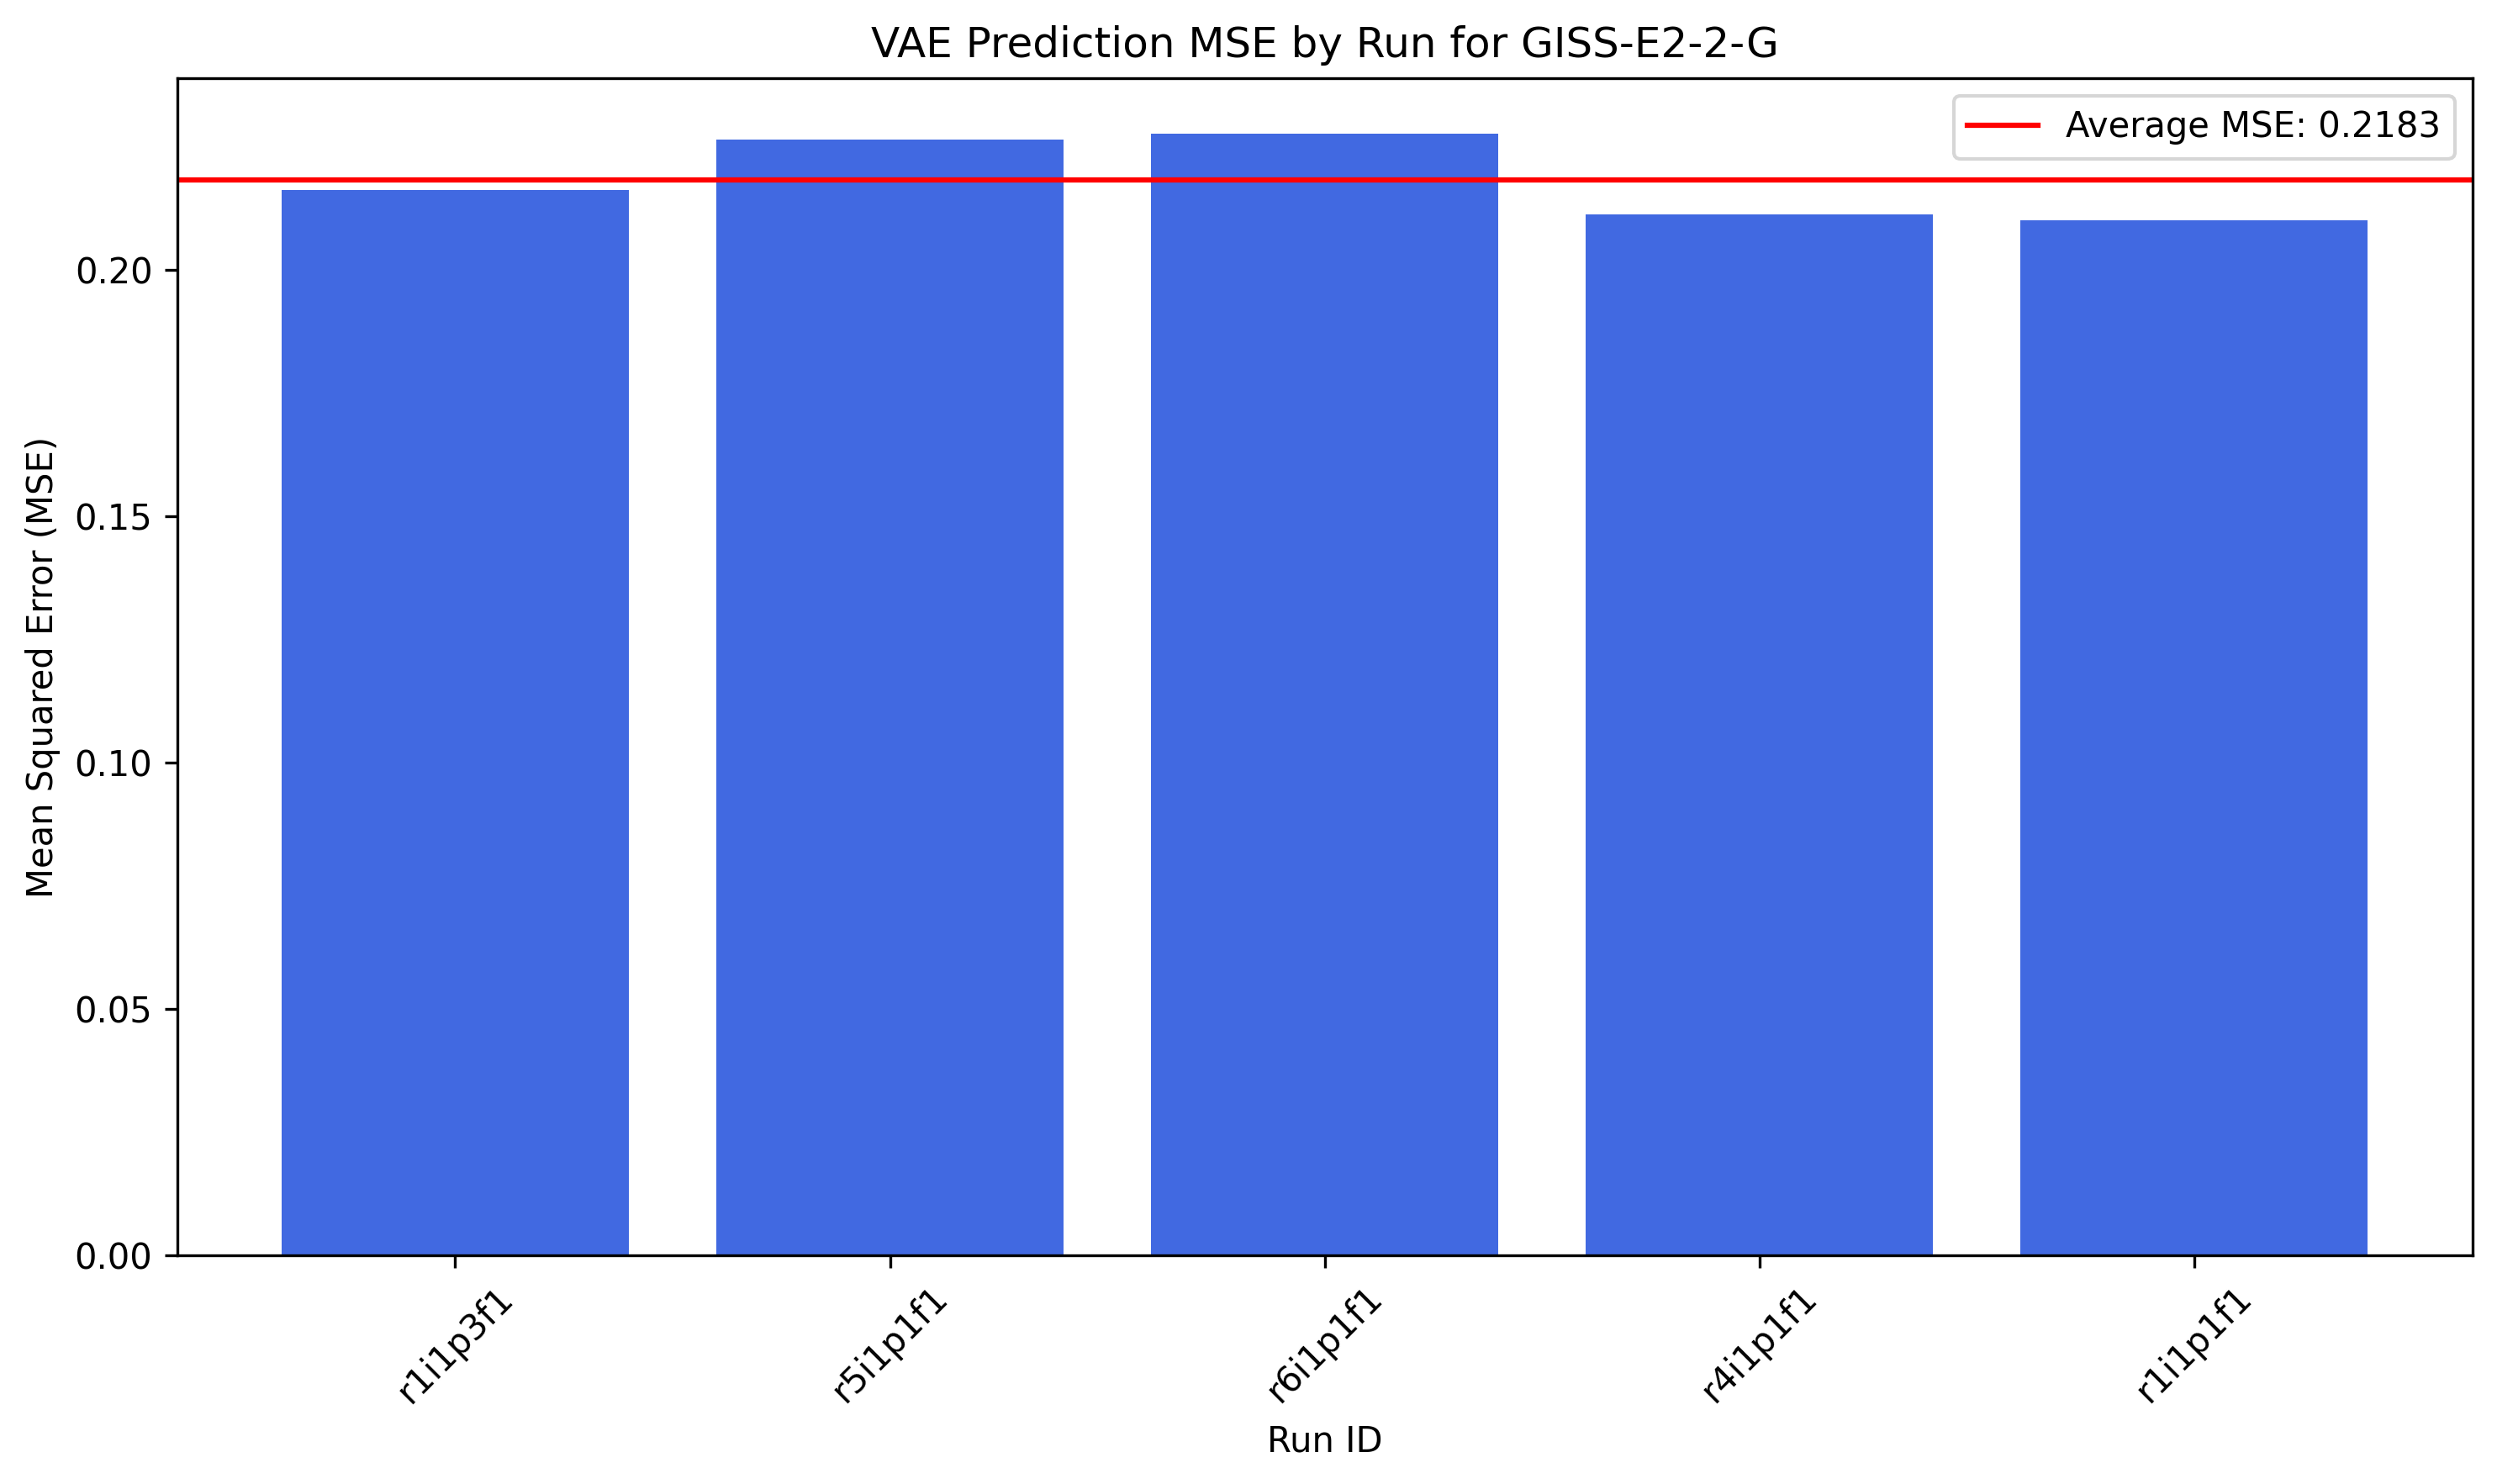 VAE Prediction MSE by Run for GISS-E2-2-G
Average MSE: 0.2183
Mean Squared Error (MSE)
0.20
0.15
0.10
0.05
0.00
r1i1p3f1
r5i1p1f1
r6i1p1f1
r4i1p1f1
r1i1p1f1
Run ID